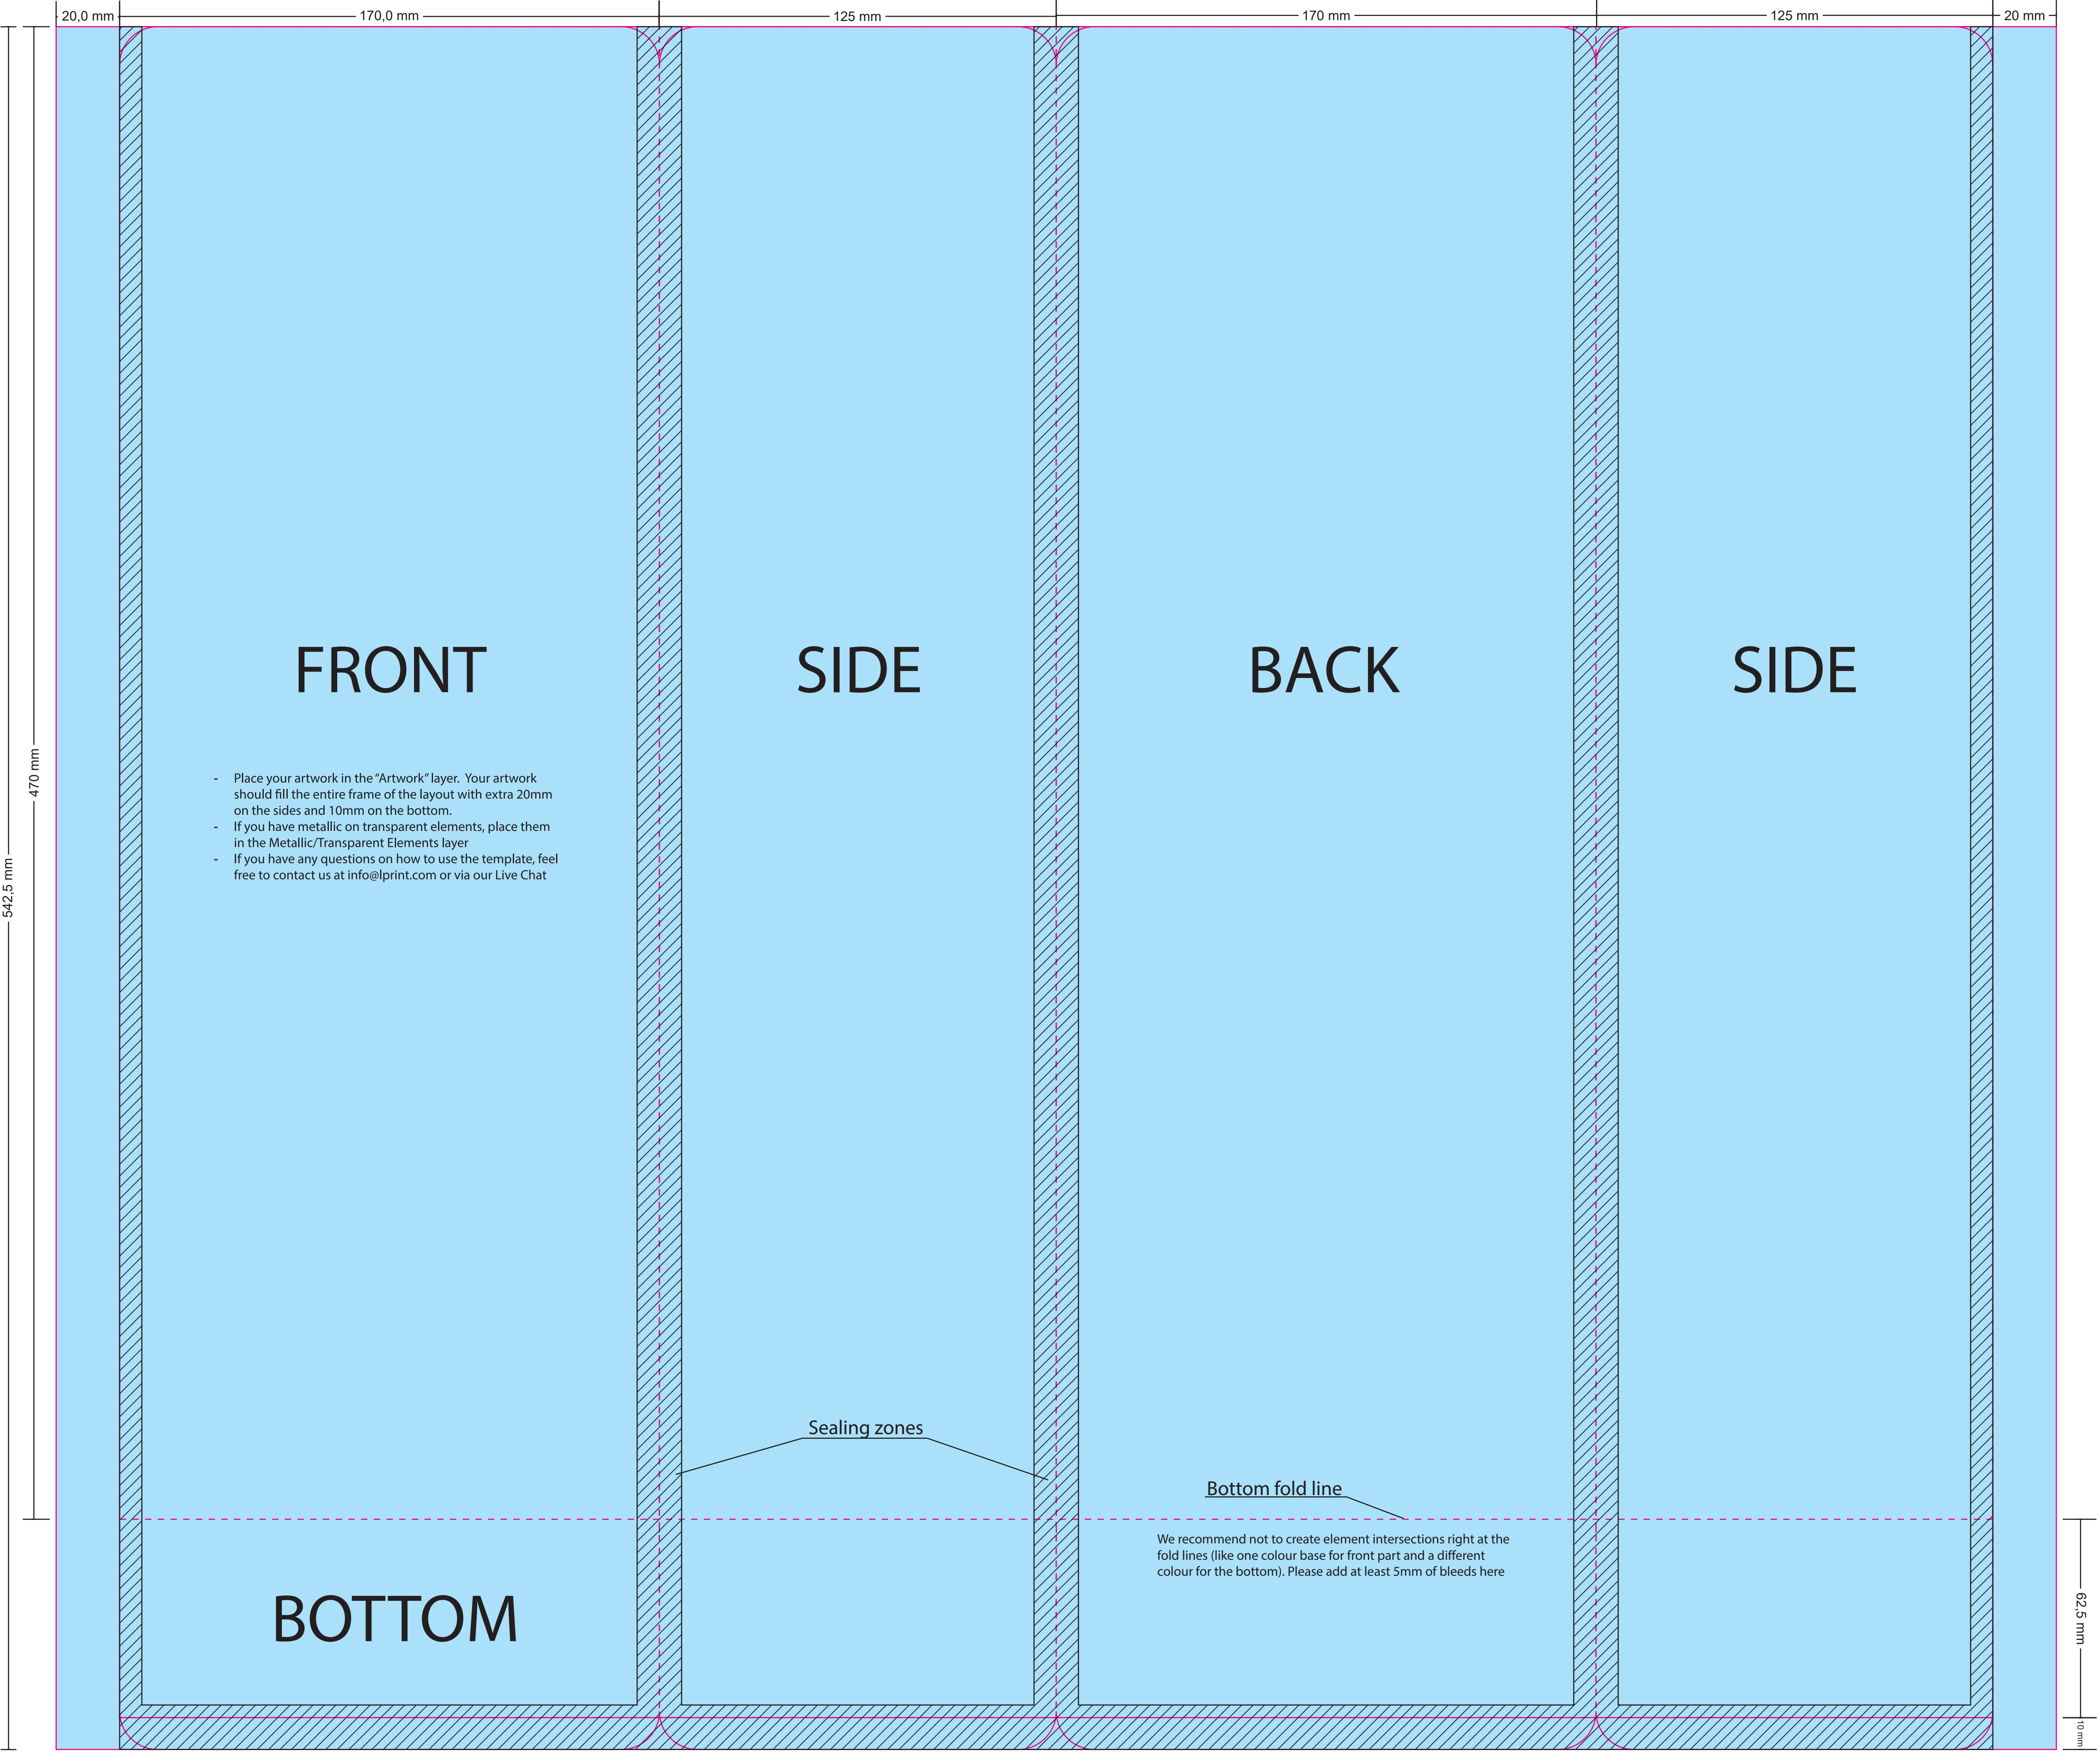 20,0 mm
170,0 mm
125 mm
170 mm
125 mm
20 mm
FRONT
SIDE
BACK
SIDE
470 mm
542,5 mm
- Place your artwork in the “Artwork” layer.  Your artwork
should fill the entire frame of the layout with extra 20mm
on the sides and 10mm on the bottom.
- If you have metallic on transparent elements, place them
in the Metallic/Transparent Elements layer
- If you have any questions on how to use the template, feel
free to contact us at info@lprint.com or via our Live Chat
Sealing zones
Bottom fold line
We recommend not to create element intersections right at the
fold lines (like one colour base for front part and a different
colour for the bottom). Please add at least 5mm of bleeds here
BOTTOM
62,5 mm
10 mm